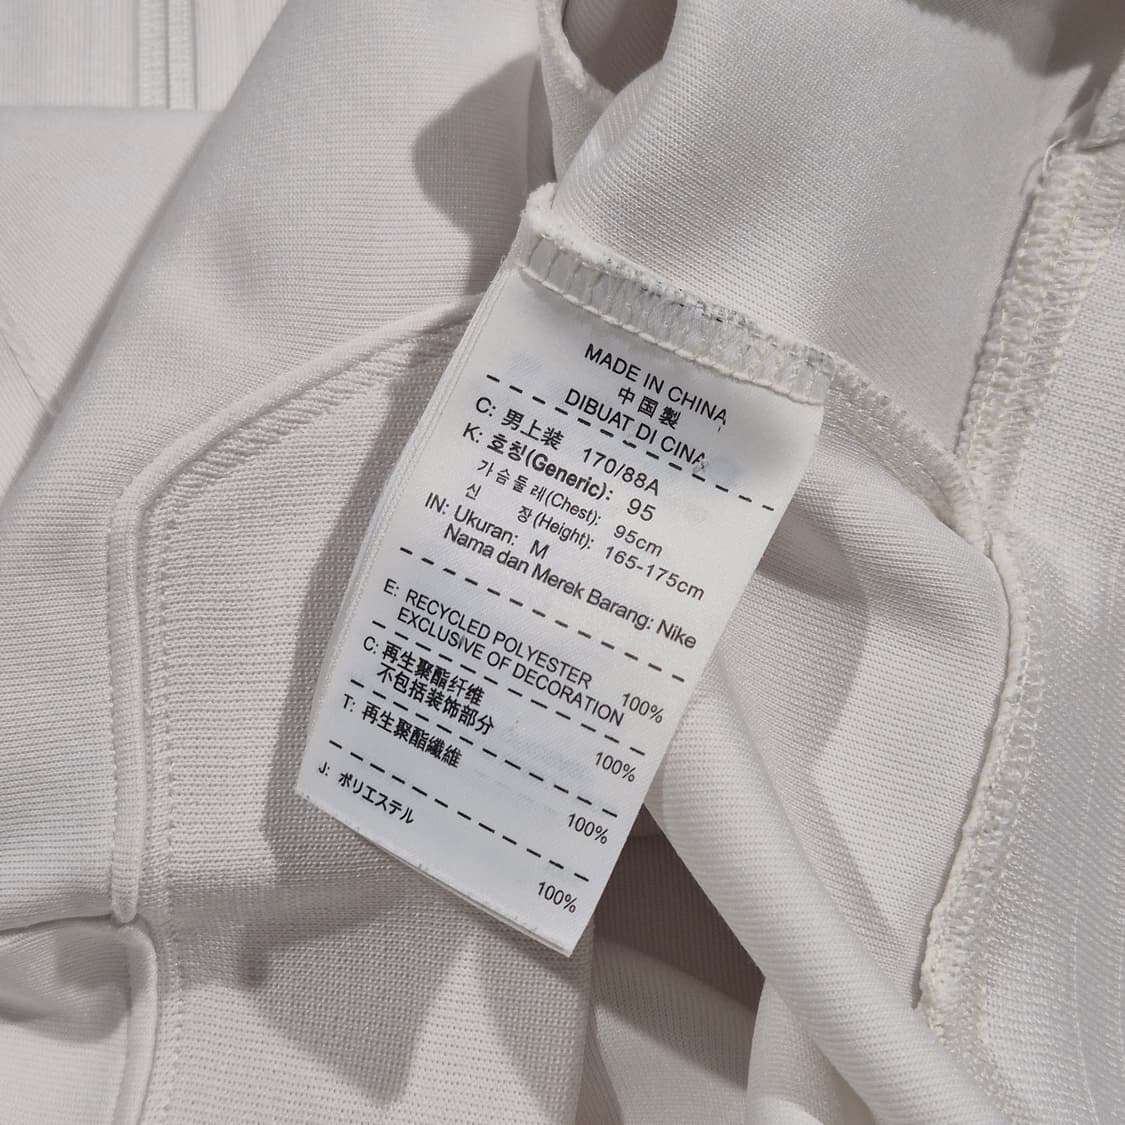 MADE IN CHINA
中国製
DIBUAT DI CINA
C: 男上装 170/88A
K: 호칭(Generic): 95
가슴둘레(Chest): 95cm
신 장(Height): 165-175cm
IN: Ukuran: M
Nama dan Merek Barang: Nike
E: RECYCLED POLYESTER 100%
EXCLUSIVE OF DECORATION
C: 再生聚酯纤维 100%
不包括装饰部分
T: 再生聚酯纖維 100%
J: ポリエステル 100%